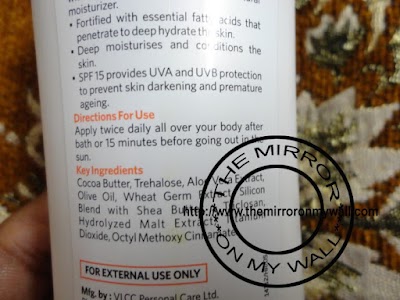 moisturizer.
• Fortified with essential fatty acids that
penetrate to deep hydrate the skin.
• Deep moisturises and conditions the
skin.
• SPF 15 provides UVA and UVB protection
to prevent skin darkening and premature
ageing.
Directions For Use
Apply twice daily all over your body after
bath or 15 minutes before going out in the
sun.
Key Ingredients
Cocoa Butter, Trehalose, Aloe Vera Extract,
Olive Oil, Wheat Germ Extract, Silicon
Blend with Shea Butter, Triclosan,
Hydrolyzed Malt Extract, Titanium
Dioxide, Octyl Methoxy Cinnamate
FOR EXTERNAL USE ONLY
Mfg. by : VLCC Personal Care Ltd.
THE MIRROR
http://www.themirroronmywall.com
ON MY WALL